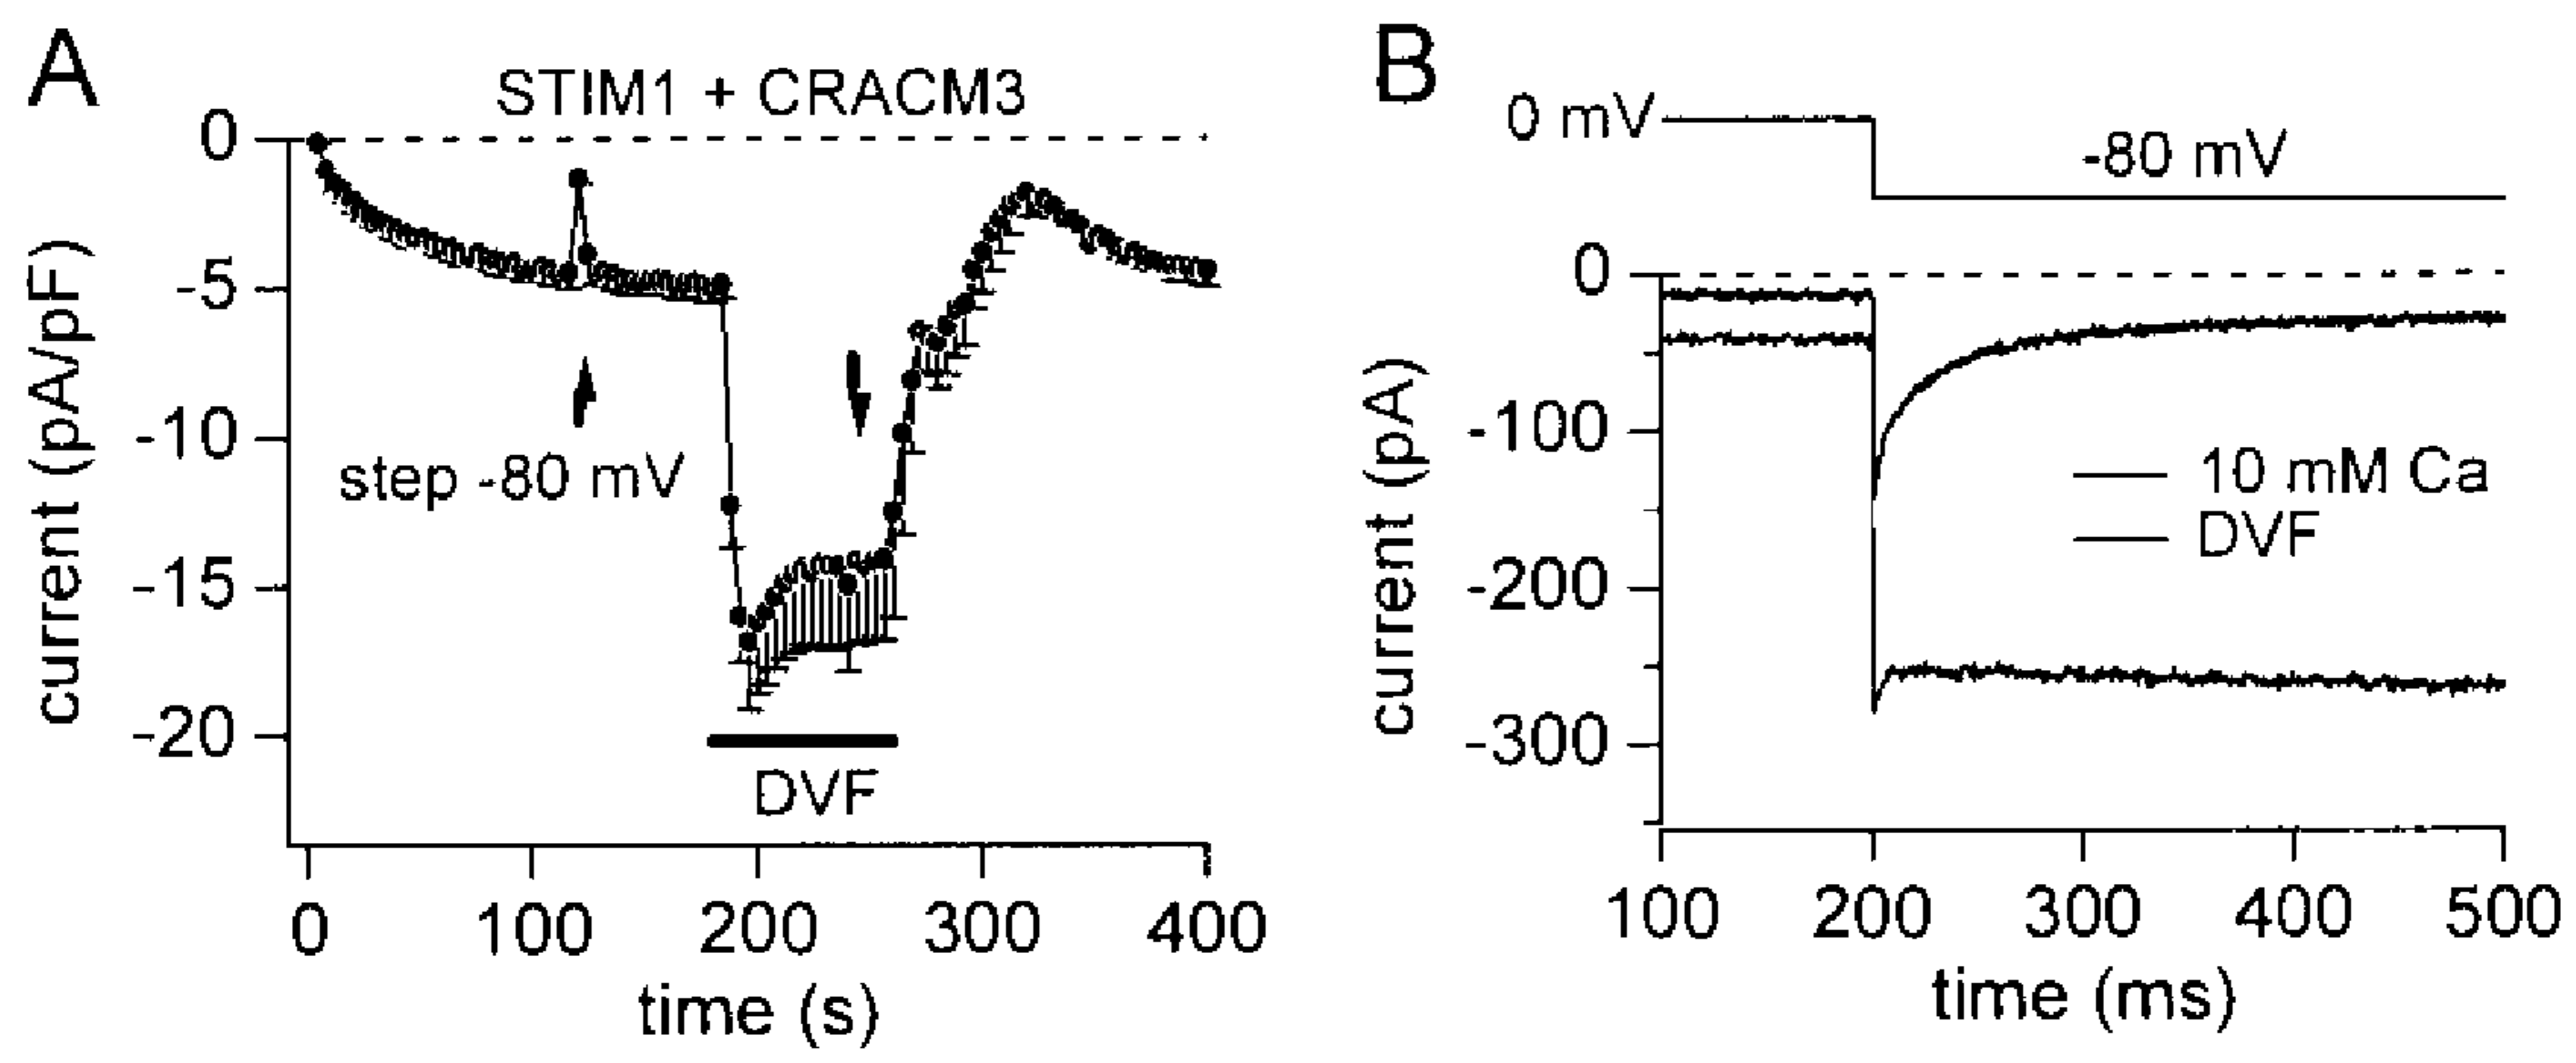 A
STIM1 + CRACM3
0
-5
-10
-15
-20
current (pA/pF)
step -80 mV
DVF
0 100 200 300 400
time (s)
B
0 mV
-80 mV
0
-100
-200
-300
current (pA)
10 mM Ca
DVF
100 200 300 400 500
time (ms)